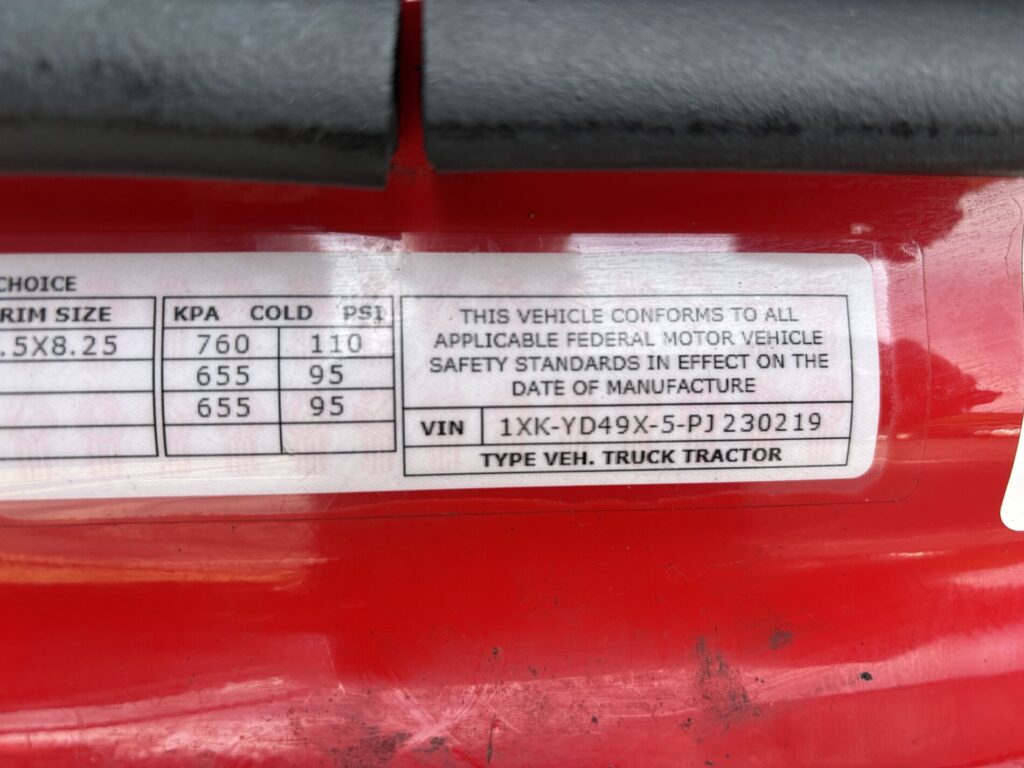 CHOICE
RIM SIZE
.5X8.25
KPA COLD PSI
760 110
655 95
655 95
THIS VEHICLE CONFORMS TO ALL
APPLICABLE FEDERAL MOTOR VEHICLE
SAFETY STANDARDS IN EFFECT ON THE
DATE OF MANUFACTURE
VIN 1XK-YD49X-5-PJ230219
TYPE VEH. TRUCK TRACTOR